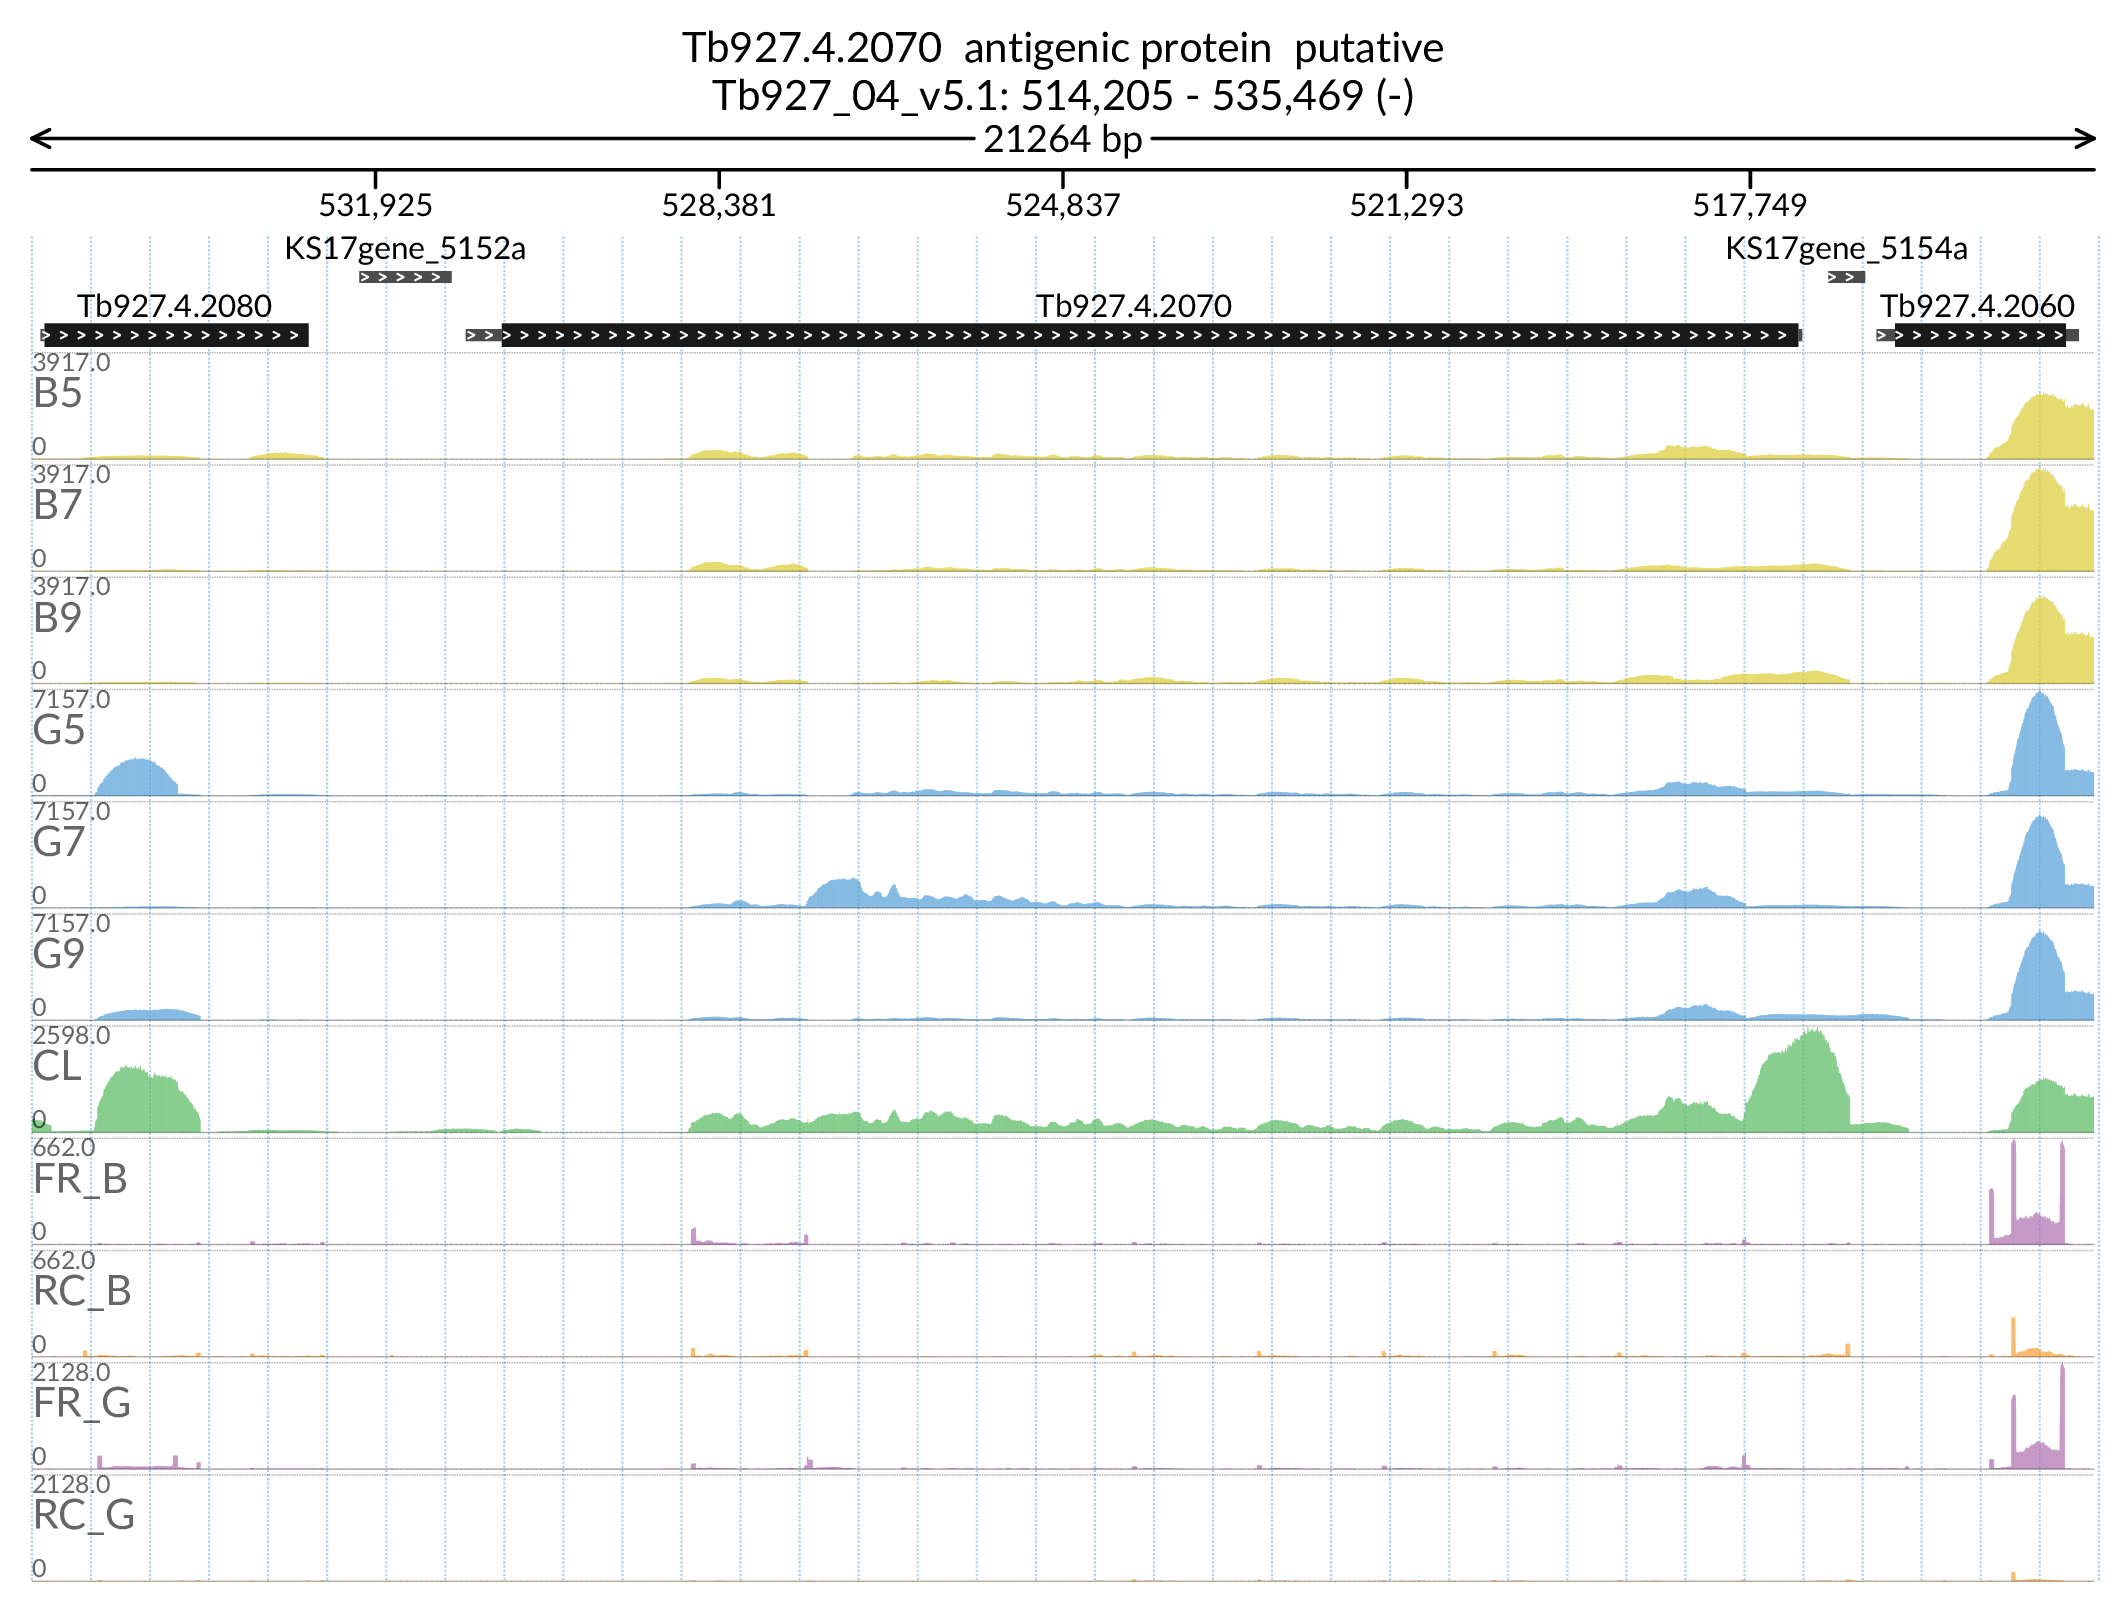 Tb927.4.2070  antigenic protein  putative
Tb927_04_v5.1: 514,205 - 535,469 (-)
21264 bp
531,925 528,381 524,837 521,293 517,749
KS17gene_5152a KS17gene_5154a
Tb927.4.2080 Tb927.4.2070 Tb927.4.2060
3917.0
B5
0
3917.0
B7
0
3917.0
B9
0
7157.0
G5
0
7157.0
G7
0
7157.0
G9
0
2598.0
CL
0
662.0
FR_B
0
662.0
RC_B
0
2128.0
FR_G
0
2128.0
RC_G
0